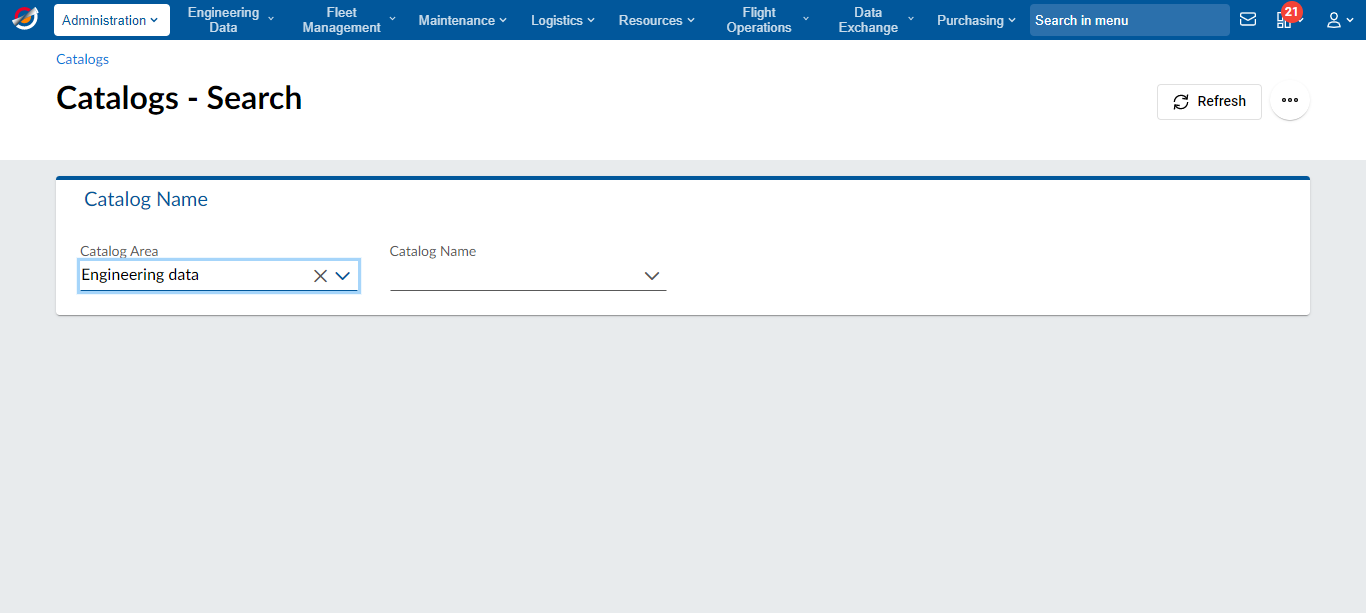 Administration
Engineering
Data
Fleet
Management
Maintenance
Logistics
Resources
Flight
Operations
Data
Exchange
Purchasing
Search in menu
21
Catalogs
Catalogs - Search
Refresh
Catalog Name
Catalog Area
Catalog Name
Engineering data